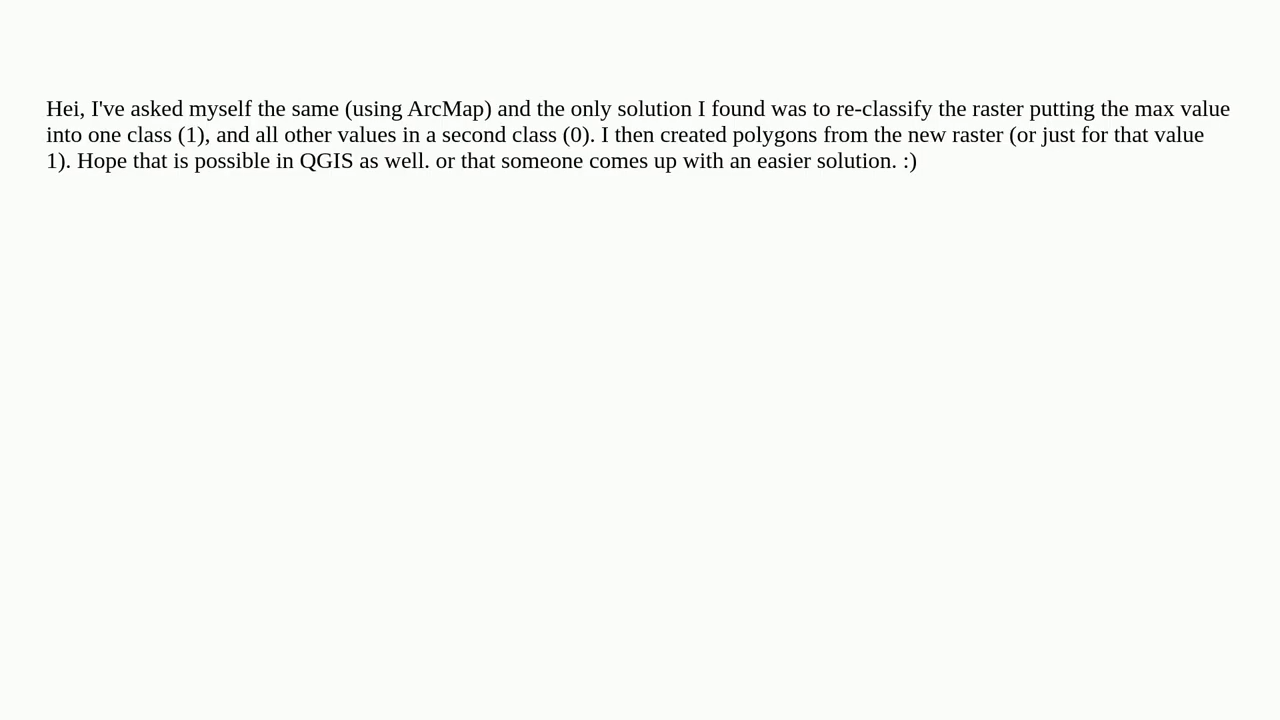 Hei, I've asked myself the same (using ArcMap) and the only solution I found was to re-classify the raster putting the max value
into one class (1), and all other values in a second class (0). I then created polygons from the new raster (or just for that value
1). Hope that is possible in QGIS as well. or that someone comes up with an easier solution. :)